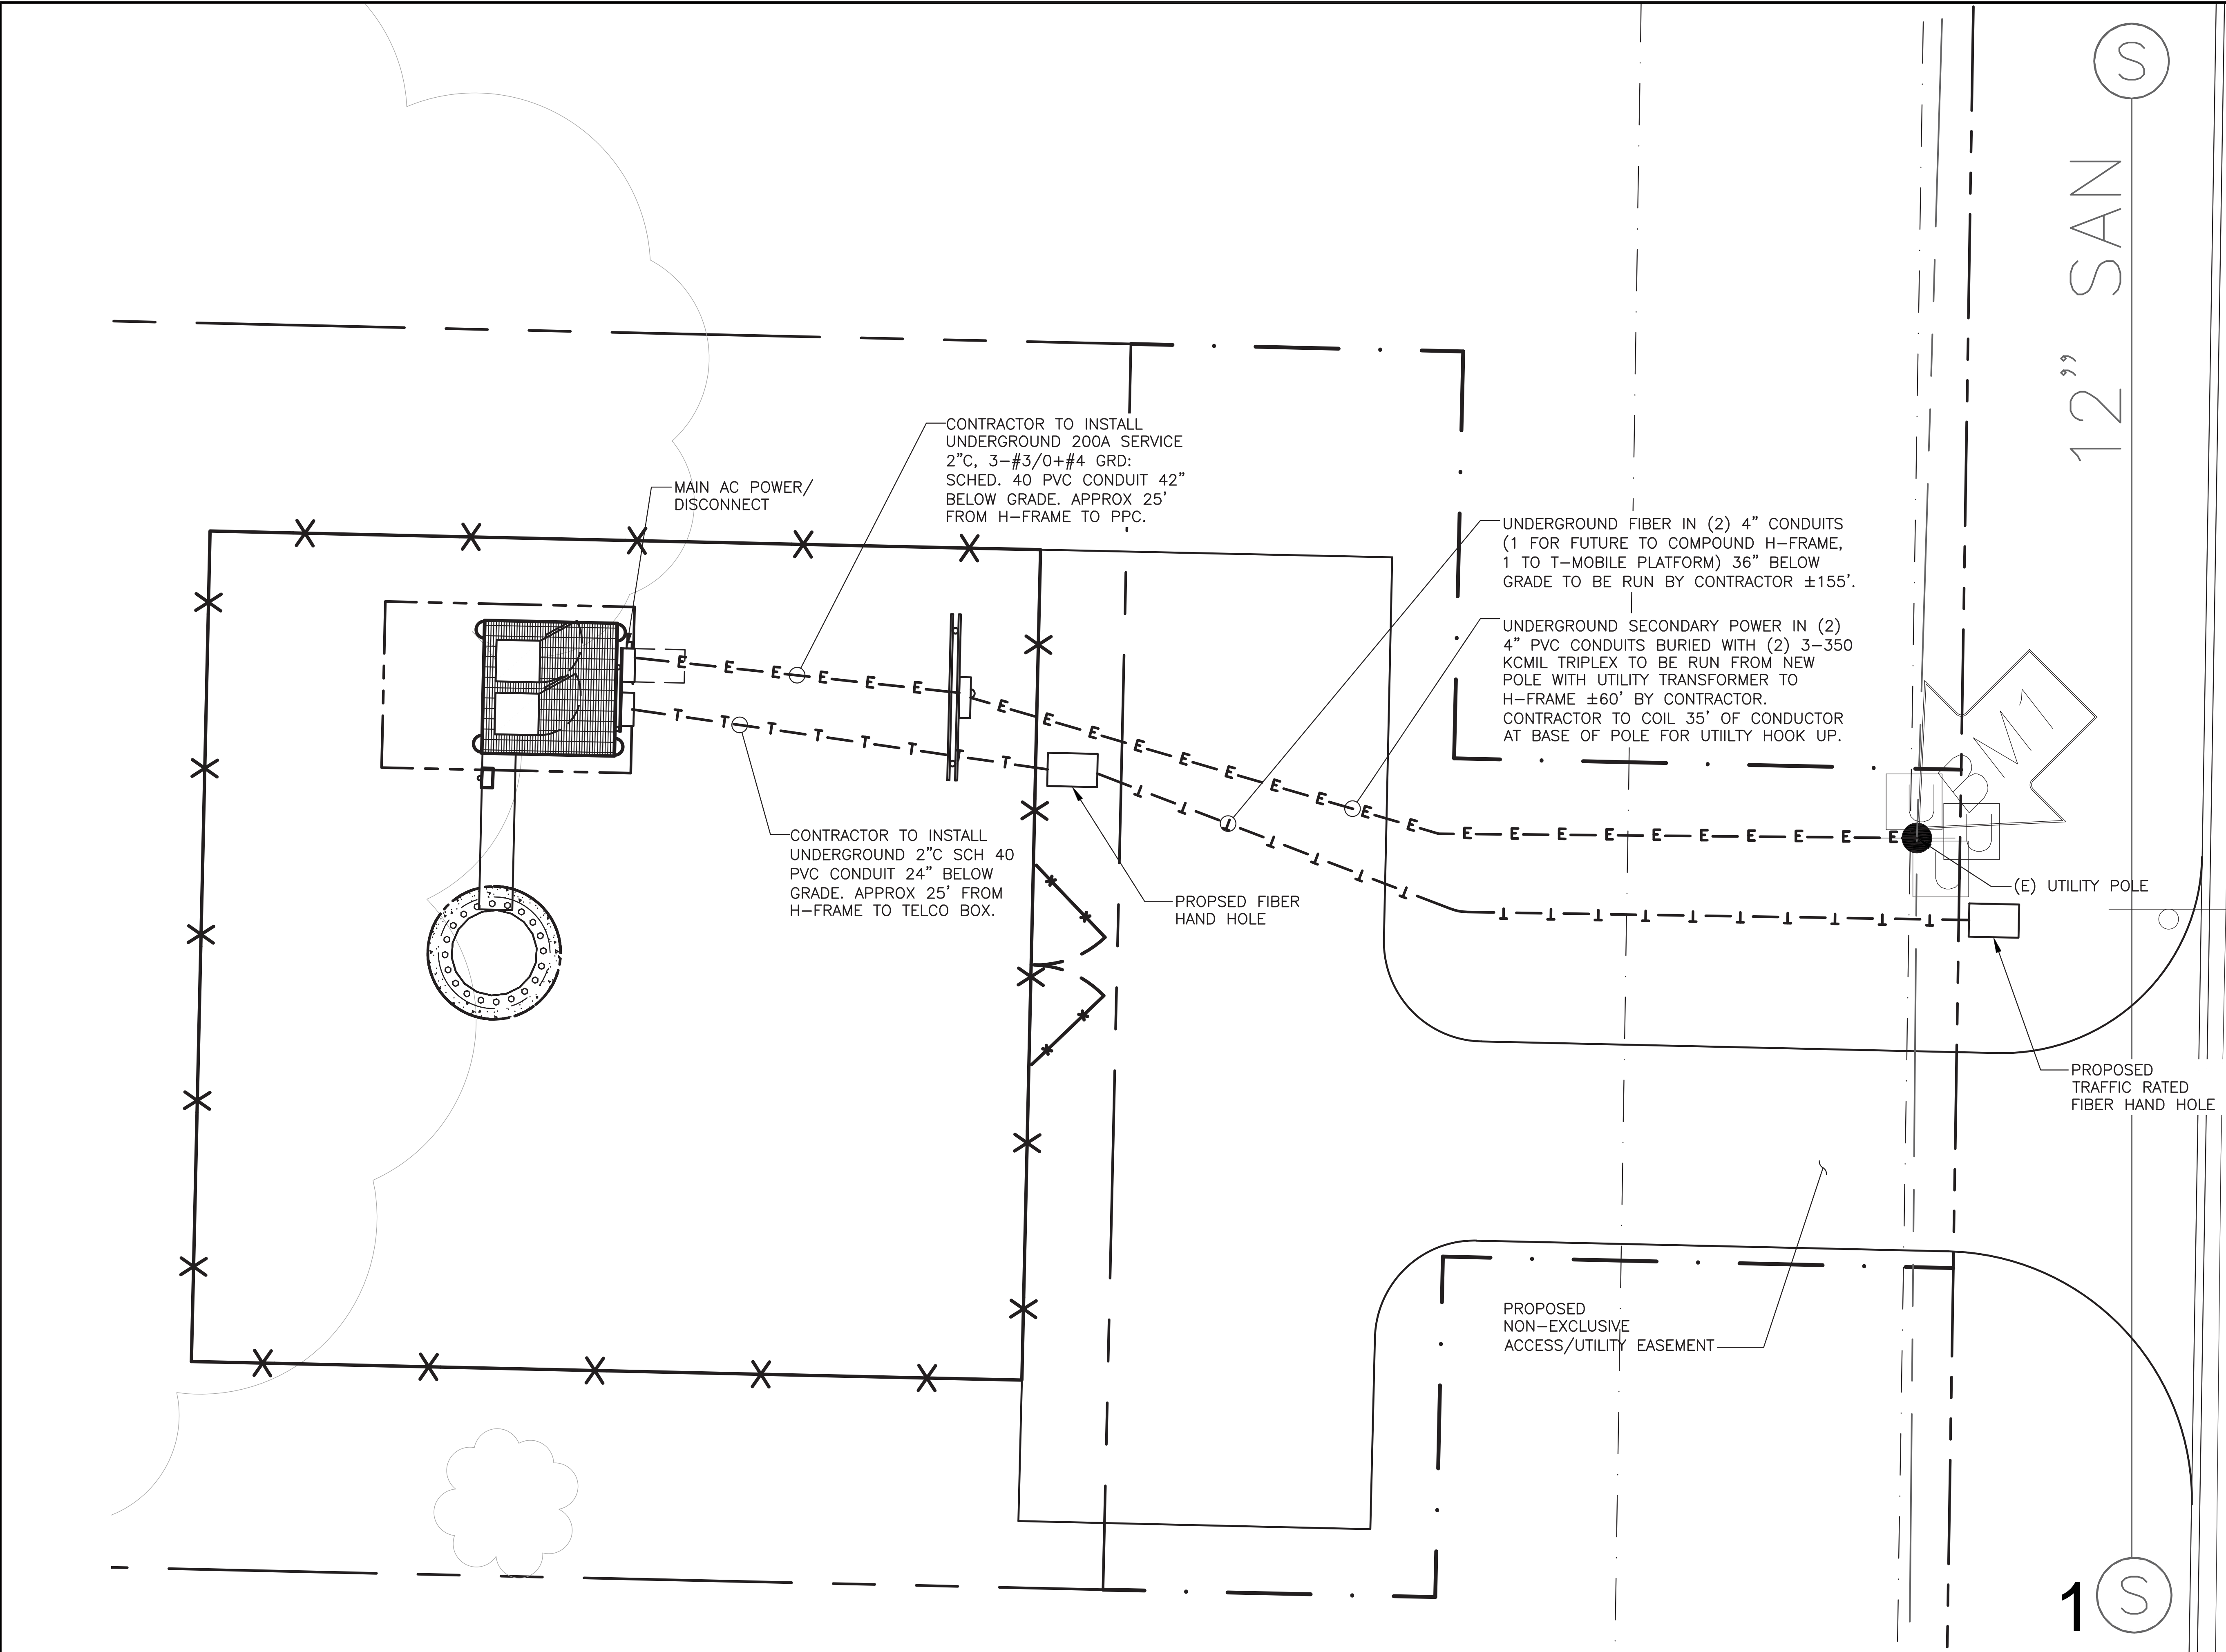 S
12" SAN
CONTRACTOR TO INSTALL
UNDERGROUND 200A SERVICE
2"C, 3-#3/0+#4 GRD:
SCHED. 40 PVC CONDUIT 42"
BELOW GRADE. APPROX 25'
FROM H-FRAME TO PPC.
MAIN AC POWER/
DISCONNECT
UNDERGROUND FIBER IN (2) 4" CONDUITS
(1 FOR FUTURE TO COMPOUND H-FRAME,
1 TO T-MOBILE PLATFORM) 36" BELOW
GRADE TO BE RUN BY CONTRACTOR ±155'.
UNDERGROUND SECONDARY POWER IN (2)
4" PVC CONDUITS BURIED WITH (2) 3-350
KCMIL TRIPLEX TO BE RUN FROM NEW
POLE WITH UTILITY TRANSFORMER TO
H-FRAME ±60' BY CONTRACTOR.
CONTRACTOR TO COIL 35' OF CONDUCTOR
AT BASE OF POLE FOR UTIILTY HOOK UP.
E E E E E E
E E E E E E E E E E
E E E E E E E E E E
T T T T T T T T
T T T T T T T
T T T T T T T T T T
CONTRACTOR TO INSTALL
UNDERGROUND 2"C SCH 40
PVC CONDUIT 24" BELOW
GRADE. APPROX 25' FROM
H-FRAME TO TELCO BOX.
PROPSED FIBER
HAND HOLE
(E) UTILITY POLE
PROPOSED
TRAFFIC RATED
FIBER HAND HOLE
PROPOSED
NON-EXCLUSIVE
ACCESS/UTILITY EASEMENT
1
S